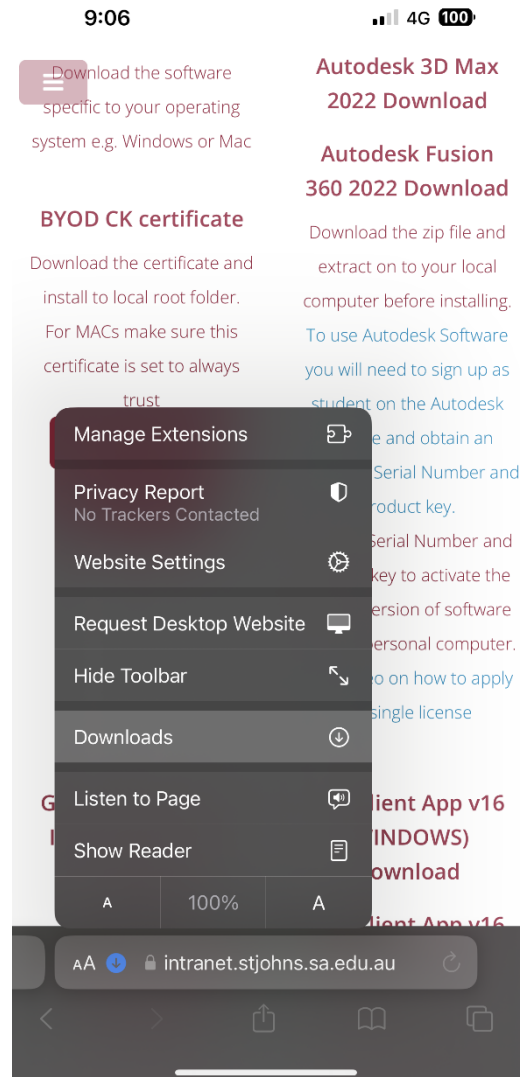 9:06
4G 100
Download the software
specific to your operating
system e.g. Windows or Mac
BYOD CK certificate
Download the certificate and
install to local root folder.
For MACs make sure this
certificate is set to always
trust
Autodesk 3D Max
2022 Download
Autodesk Fusion
360 2022 Download
Download the zip file and
extract on to your local
computer before installing.
To use Autodesk Software
you will need to sign up as
student on the Autodesk
e and obtain an
Serial Number and
roduct key.
Serial Number and
key to activate the
ersion of software
personal computer.
eo on how to apply
single license
G
lient App v16
INDOWS)
ownload
lient App v16
Manage Extensions
Privacy Report
No Trackers Contacted
Website Settings
Request Desktop Website
Hide Toolbar
Downloads
Listen to Page
Show Reader
A 100% A
AA intranet.stjohns.sa.edu.au